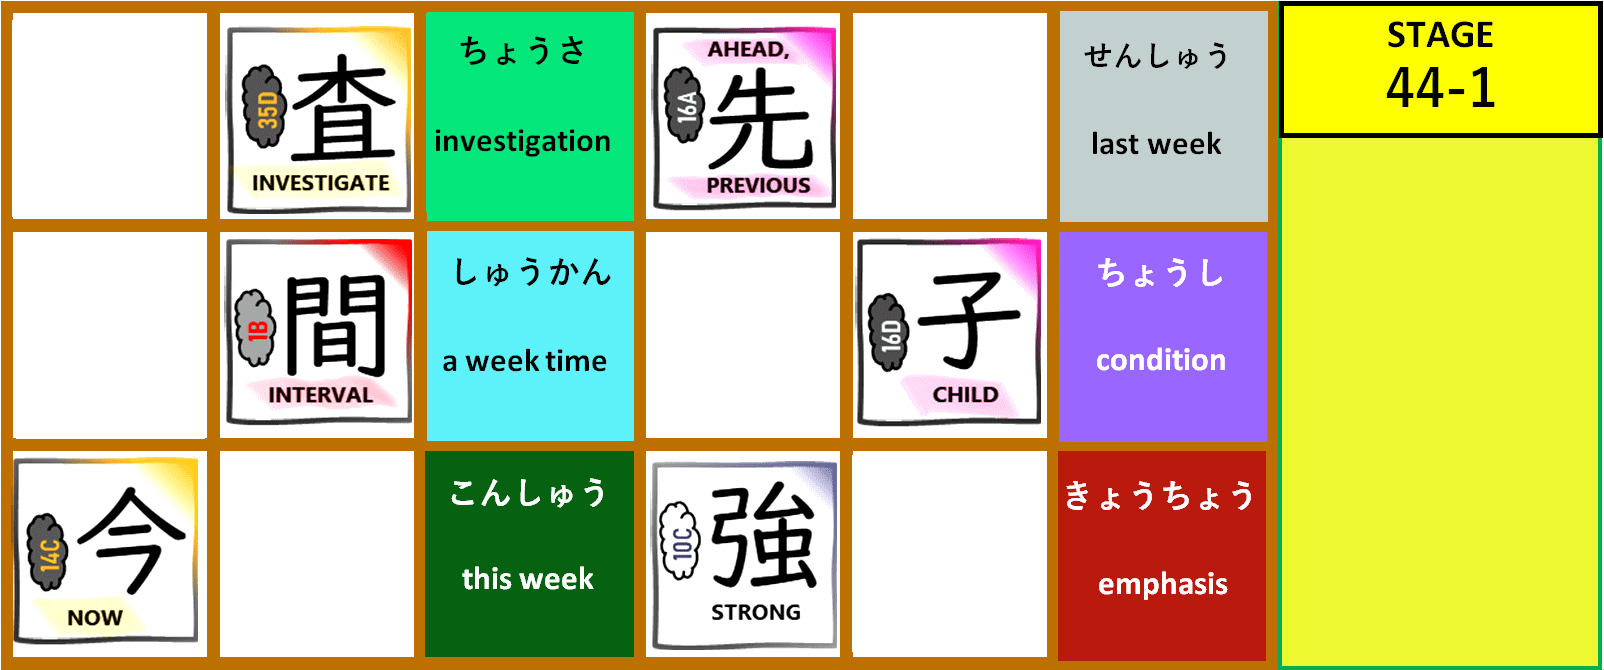 35D
査
INVESTIGATE
ちょうさ
investigation
AHEAD,
16A
先
PREVIOUS
せんしゅう
last week
STAGE
44-1
1B
間
INTERVAL
しゅうかん
a week time
16D
子
CHILD
ちょうし
condition
14C
今
NOW
こんしゅう
this week
10C
強
STRONG
きょうちょう
emphasis